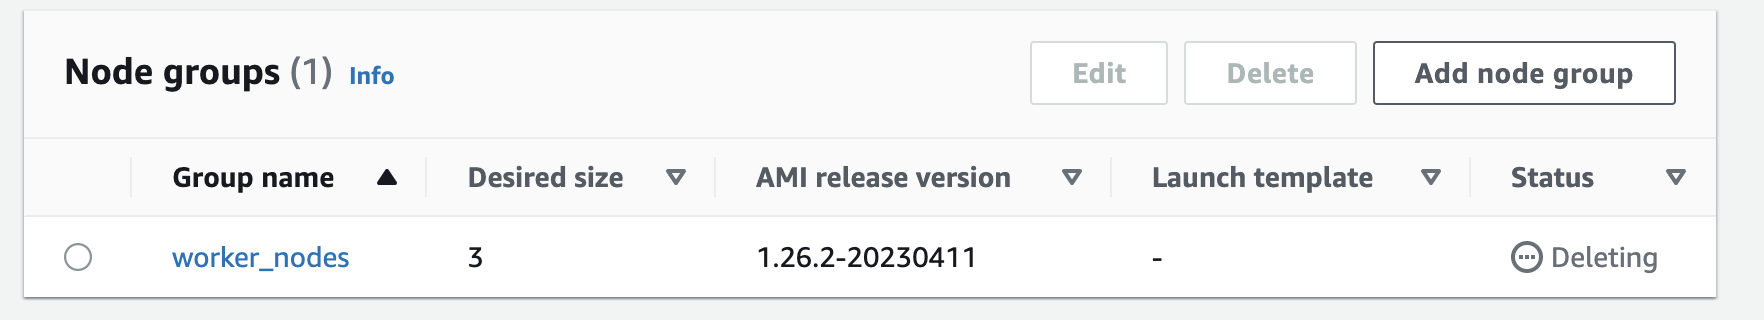 Node groups (1) Info Edit Delete Add node group
Group name Desired size AMI release version Launch template Status
worker_nodes 3 1.26.2-20230411 - Deleting